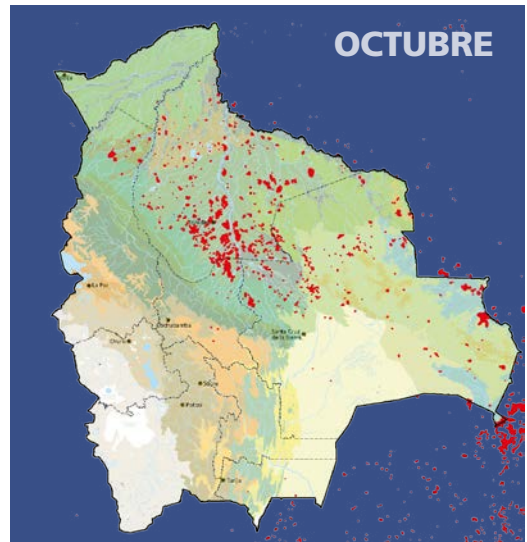 OCTUBRE
La Paz
Cochabamba
Oruro
Santa Cruz
de la Sierra
Sucre
Potosí
Tarija